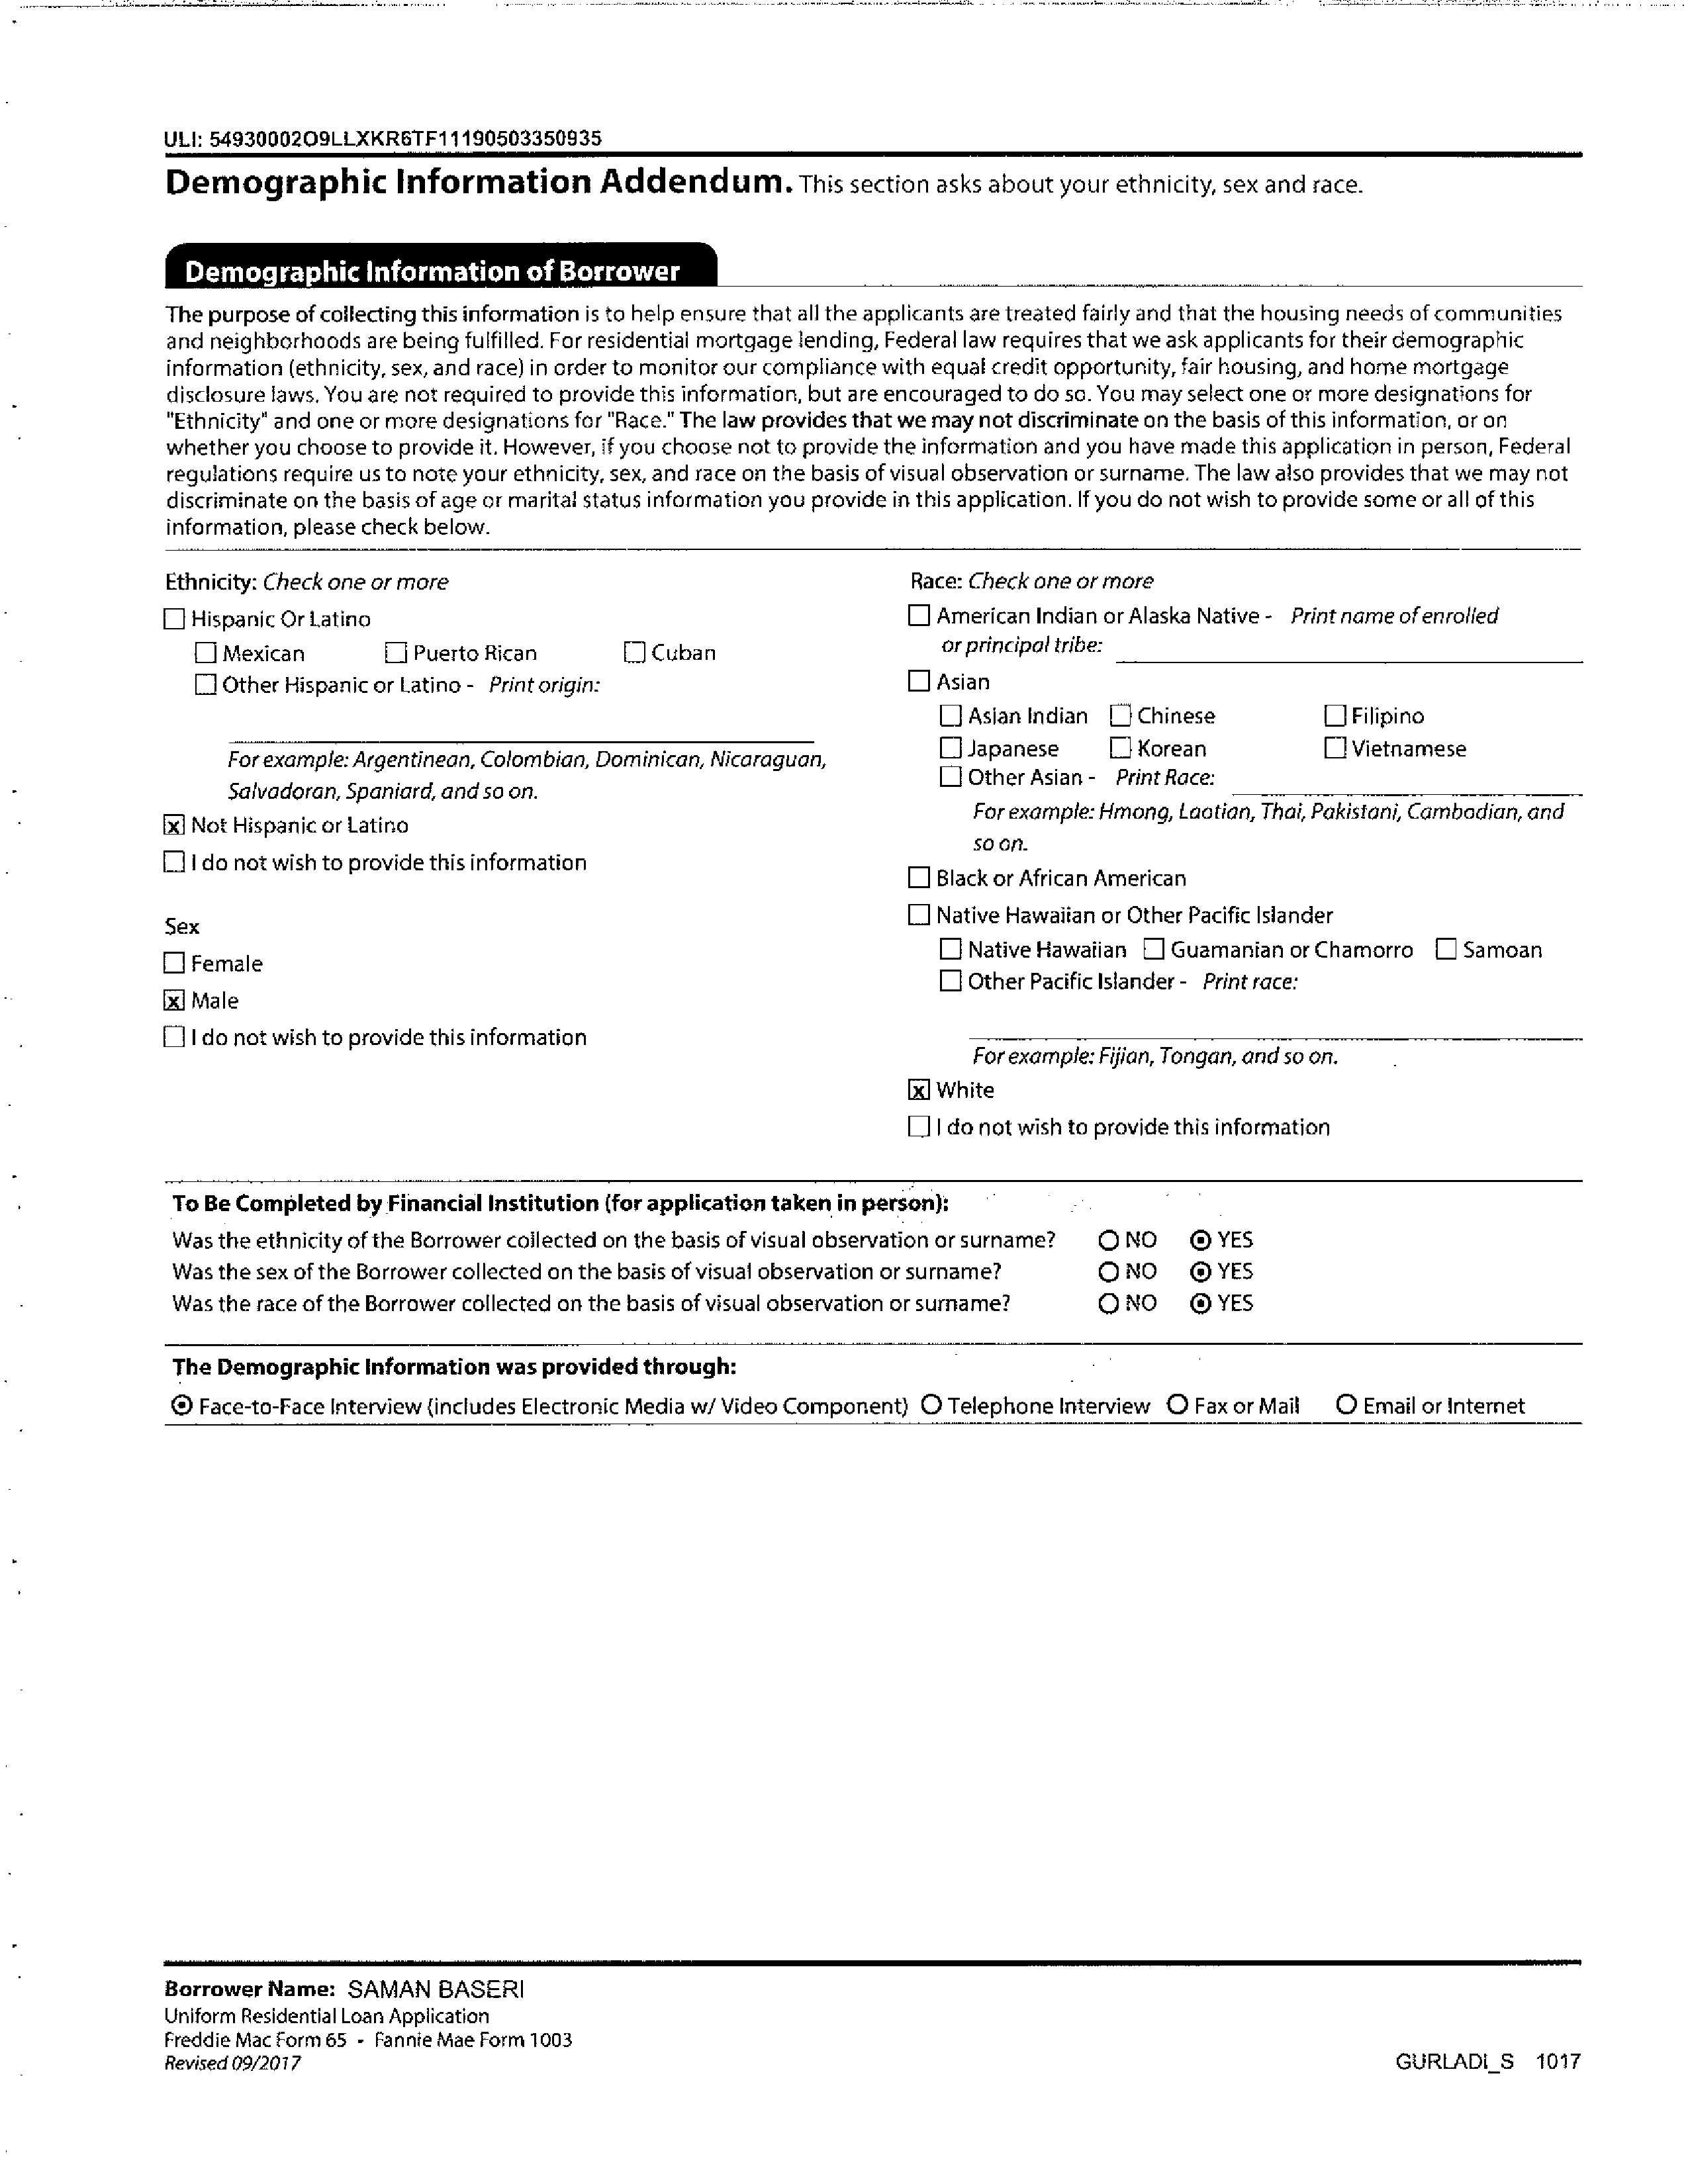 ULI: 54930002O9LLXKR6TF11190503350935
Demographic Information Addendum. This section asks about your ethnicity, sex and race.
Demographic Information of Borrower
The purpose of collecting this information is to help ensure that all the applicants are treated fairly and that the housing needs of communities
and neighborhoods are being fulfilled. For residential mortgage lending, Federal law requires that we ask applicants for their demographic
information (ethnicity, sex, and race) in order to monitor our compliance with equal credit opportunity, fair housing, and home mortgage
disclosure laws. You are not required to provide this information, but are encouraged to do so. You may select one or more designations for
"Ethnicity" and one or more designations for "Race." The law provides that we may not discriminate on the basis of this information, or on
whether you choose to provide it. However, if you choose not to provide the information and you have made this application in person, Federal
regulations require us to note your ethnicity, sex, and race on the basis of visual observation or surname. The law also provides that we may not
discriminate on the basis of age or marital status information you provide in this application. If you do not wish to provide some or all of this
information, please check below.
Ethnicity: Check one or more
☐ Hispanic Or Latino
☐ Mexican ☐ Puerto Rican ☐ Cuban
☐ Other Hispanic or Latino - Print origin:
For example: Argentinean, Colombian, Dominican, Nicaraguan,
Salvadoran, Spaniard, and so on.
☒ Not Hispanic or Latino
☐ I do not wish to provide this information
Sex
☐ Female
☒ Male
☐ I do not wish to provide this information
Race: Check one or more
☐ American Indian or Alaska Native - Print name of enrolled
or principal tribe:
☐ Asian
☐ Asian Indian ☐ Chinese ☐ Filipino
☐ Japanese ☐ Korean ☐ Vietnamese
☐ Other Asian - Print Race:
For example: Hmong, Laotian, Thai, Pakistani, Cambodian, and
so on.
☐ Black or African American
☐ Native Hawaiian or Other Pacific Islander
☐ Native Hawaiian ☐ Guamanian or Chamorro ☐ Samoan
☐ Other Pacific Islander - Print race:
For example: Fijian, Tongan, and so on.
☒ White
☐ I do not wish to provide this information
To Be Completed by Financial Institution (for application taken in person):
Was the ethnicity of the Borrower collected on the basis of visual observation or surname? ○ NO ◉ YES
Was the sex of the Borrower collected on the basis of visual observation or surname? ○ NO ◉ YES
Was the race of the Borrower collected on the basis of visual observation or surname? ○ NO ◉ YES
The Demographic Information was provided through:
◉ Face-to-Face Interview (includes Electronic Media w/ Video Component) ○ Telephone Interview ○ Fax or Mail ○ Email or Internet
Borrower Name: SAMAN BASERI
Uniform Residential Loan Application
Freddie Mac Form 65 - Fannie Mae Form 1003
Revised 09/2017
GURLADI_S 1017